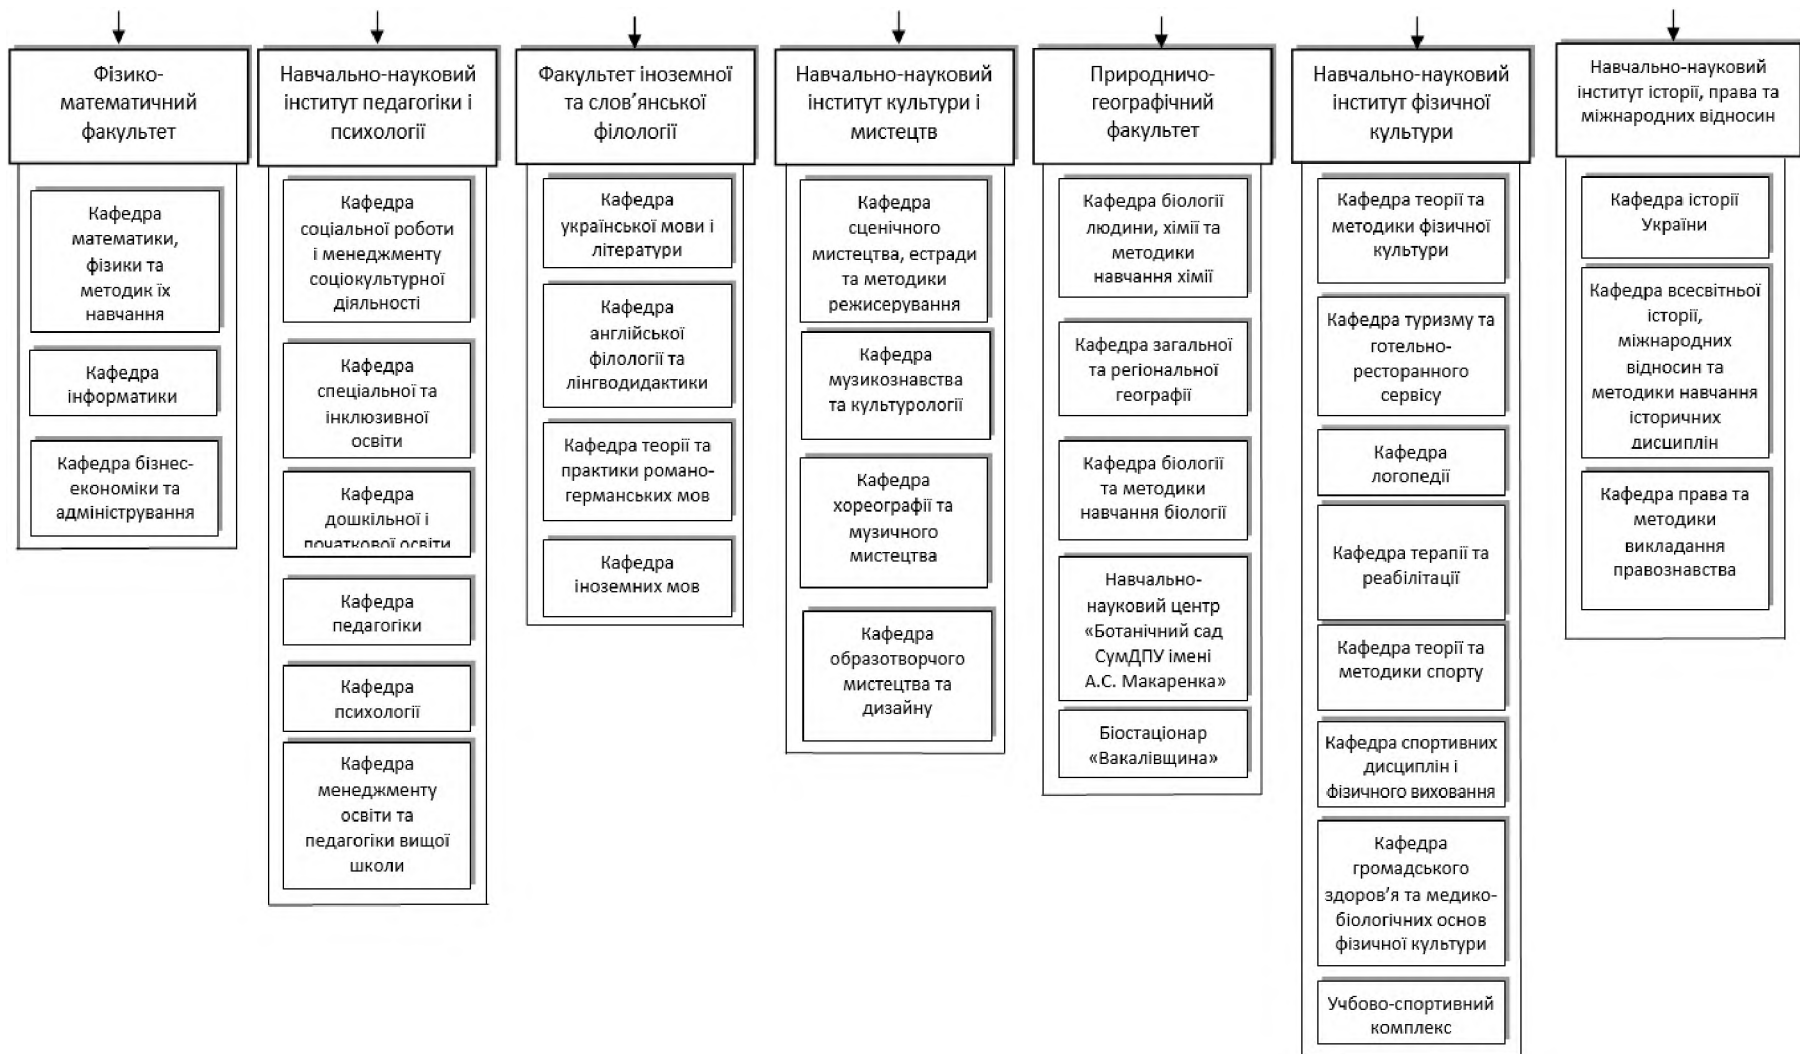 Фізико-
математичний
факультет
Кафедра
математики,
фізики та
методик їх
навчання
Кафедра
інформатики
Кафедра бізнес-
економіки та
адміністрування
Навчально-науковий
інститут педагогіки і
психології
Кафедра
соціальної роботи
і менеджменту
соціокультурної
діяльності
Кафедра
спеціальної та
інклюзивної
освіти
Кафедра
дошкільної і
початкової освіти
Кафедра
педагогіки
Кафедра
психології
Кафедра
менеджменту
освіти та
педагогіки вищої
школи
Факультет іноземної
та слов’янської
філології
Кафедра
української мови і
літератури
Кафедра
англійської
філології та
лінгводидактики
Кафедра теорії та
практики романо-
германських мов
Кафедра
іноземних мов
Навчально-науковий
інститут культури і
мистецтв
Кафедра
сценічного
мистецтва, естради
та методики
режисерування
Кафедра
музикознавства
та культурології
Кафедра
хореографії та
музичного
мистецтва
Кафедра
образотворчого
мистецтва та
дизайну
Природничо-
географічний
факультет
Кафедра біології
людини, хімії та
методики
навчання хімії
Кафедра загальної
та регіональної
географії
Кафедра біології
та методики
навчання біології
Навчально-
науковий центр
«Ботанічний сад
СумДПУ імені
А.С. Макаренка»
Біостаціонар
«Вакалівщина»
Навчально-науковий
інститут фізичної
культури
Кафедра теорії та
методики фізичної
культури
Кафедра туризму та
готельно-
ресторанного
сервісу
Кафедра
логопедії
Кафедра терапії та
реабілітації
Кафедра теорії та
методики спорту
Кафедра спортивних
дисциплін і
фізичного виховання
Кафедра
громадського
здоров’я та медико-
біологічних основ
фізичної культури
Учбово-спортивний
комплекс
Навчально-науковий
інститут історії, права та
міжнародних відносин
Кафедра історії
України
Кафедра всесвітньої
історії,
міжнародних
відносин та
методики навчання
історичних
дисциплін
Кафедра права та
методики
викладання
правознавства